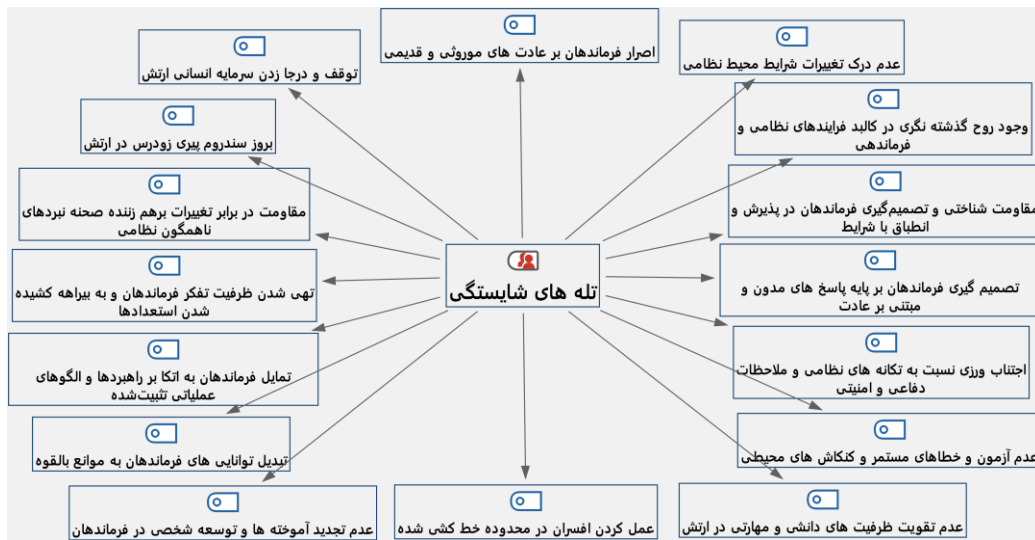 اصرار فرماندهان بر عادت های موروثی و قدیمی
عدم درک تغییرات شرایط محیط نظامی
توقف و درجا زدن سرمایه انسانی ارتش
وجود روح گذشته نگری در کالبد فرایندهای نظامی و
فرماندهی
بروز سندروم پیری زودرس در ارتش
مقاومت شناختی و تصمیم‌گیری فرماندهان در پذیرش و
انطباق با شرایط
مقاومت در برابر تغییرات برهم زننده صحنه نبردهای
ناهمگون نظامی
تله های شایستگی
تصمیم گیری فرماندهان بر پایه پاسخ های مدون و
مبتنی بر عادت
تهی شدن ظرفیت تفکر فرماندهان و به بیراهه کشیده
شدن استعدادها
اجتناب ورزی نسبت به تکانه های نظامی و ملاحظات
دفاعی و امنیتی
تمایل فرماندهان به اتکا بر راهبردها و الگوهای
عملیاتی تثبیت‌شده
عدم آزمون و خطاهای مستمر و کنکاش های محیطی
تبدیل توانایی های فرماندهان به موانع بالقوه
عدم تقویت ظرفیت های دانشی و مهارتی در ارتش
عمل کردن افسران در محدوده خط کشی شده
عدم تجدید آموخته ها و توسعه شخصی در فرماندهان